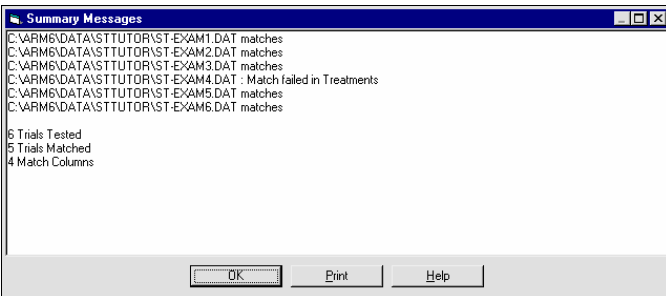 Summary Messages
C:\ARM6\DATA\STTUTOR\ST-EXAM1.DAT matches
C:\ARM6\DATA\STTUTOR\ST-EXAM2.DAT matches
C:\ARM6\DATA\STTUTOR\ST-EXAM3.DAT matches
C:\ARM6\DATA\STTUTOR\ST-EXAM4.DAT : Match failed in Treatments
C:\ARM6\DATA\STTUTOR\ST-EXAM5.DAT matches
C:\ARM6\DATA\STTUTOR\ST-EXAM6.DAT matches
6 Trials Tested
5 Trials Matched
4 Match Columns
OK Print Help